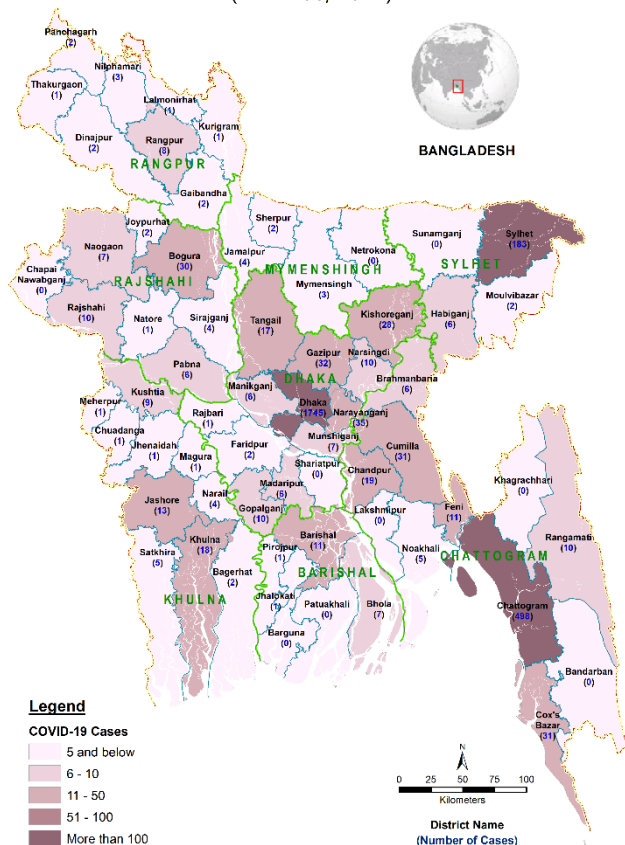 BANGLADESH
Panchagarh
(2)
Nilphamari
(3)
Thakurgaon
(1)
Lalmonirhat
(1)
Dinajpur
(2)
Rangpur
(8)
Kurigram
(1)
RANGPUR
Gaibandha
(2)
Joypurhat
(2)
Naogaon
(7)
Bogura
(30)
Chapai
Nawabganj
(0)
RAJSHAHI
Rajshahi
(10)
Natore
(1)
Sirajganj
(4)
Pabna
(6)
Sherpur
(2)
Jamalpur
(4)
Netrokona
(0)
MYMENSINGH
Mymensingh
(3)
Sunamganj
(0)
Sylhet
(183)
SYLHET
Moulvibazar
(2)
Habiganj
(6)
Tangail
(17)
Kishoreganj
(28)
Gazipur
(32)
Narsingdi
(10)
DHAKA
Manikganj
(6)
Dhaka
(1745)
Brahmanbaria
(6)
Narayanganj
(35)
Munshiganj
(7)
Kushtia
(9)
Meherpur
(1)
Rajbari
(1)
Chuadanga
(1)
Jhenaidah
(1)
Magura
(1)
Faridpur
(2)
Shariatpur
(0)
Cumilla
(31)
Chandpur
(19)
Madaripur
(6)
Narail
(4)
Gopalganj
(10)
Jashore
(13)
Lakshmipur
(0)
Feni
(11)
Khagrachhari
(0)
Rangamati
(10)
Noakhali
(5)
CHATTOGRAM
Khulna
(18)
Satkhira
(5)
Bagerhat
(2)
KHULNA
Pirojpur
(1)
Barishal
(11)
BARISHAL
Jhalokati
(1)
Patuakhali
(0)
Bhola
(7)
Barguna
(0)
Chattogram
(498)
Bandarban
(0)
Cox's
Bazar
(31)
Legend
COVID-19 Cases
5 and below
6 - 10
11 - 50
51 - 100
More than 100
N
0 25 50 75 100
Kilometers
District Name
(Number of Cases)